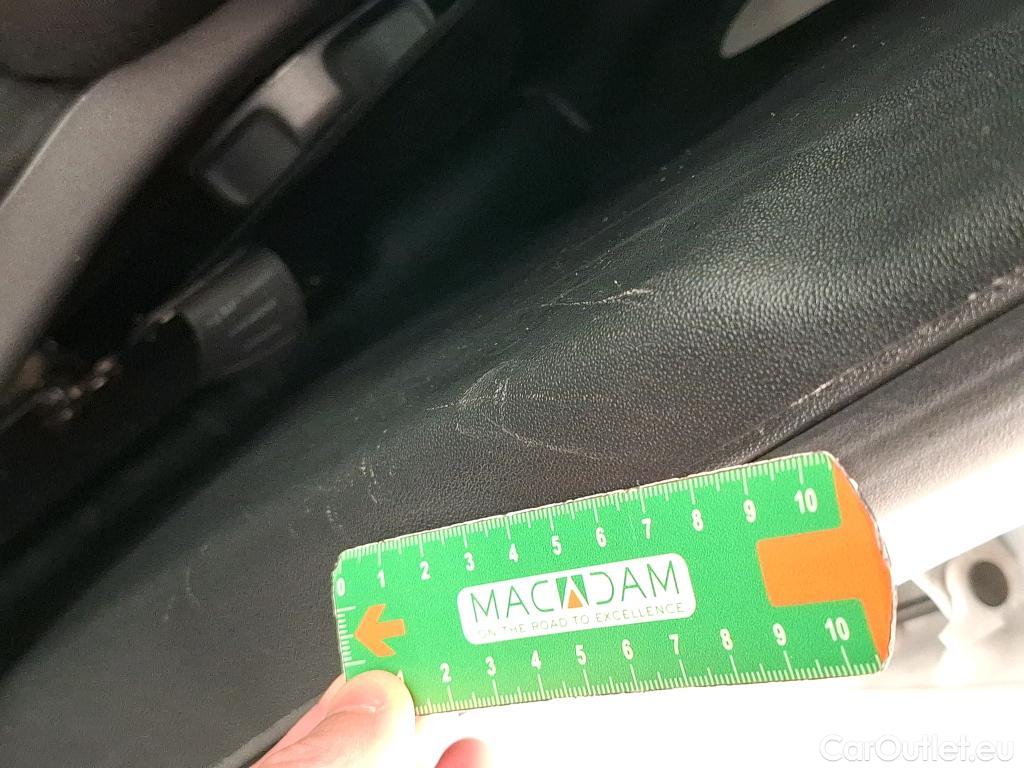 0 1 2 3 4 5 6 7 8 9 10
MACADAM
ON THE ROAD TO EXCELLENCE
2 3 4 5 6 7 8 9 10
CarOutlet.eu